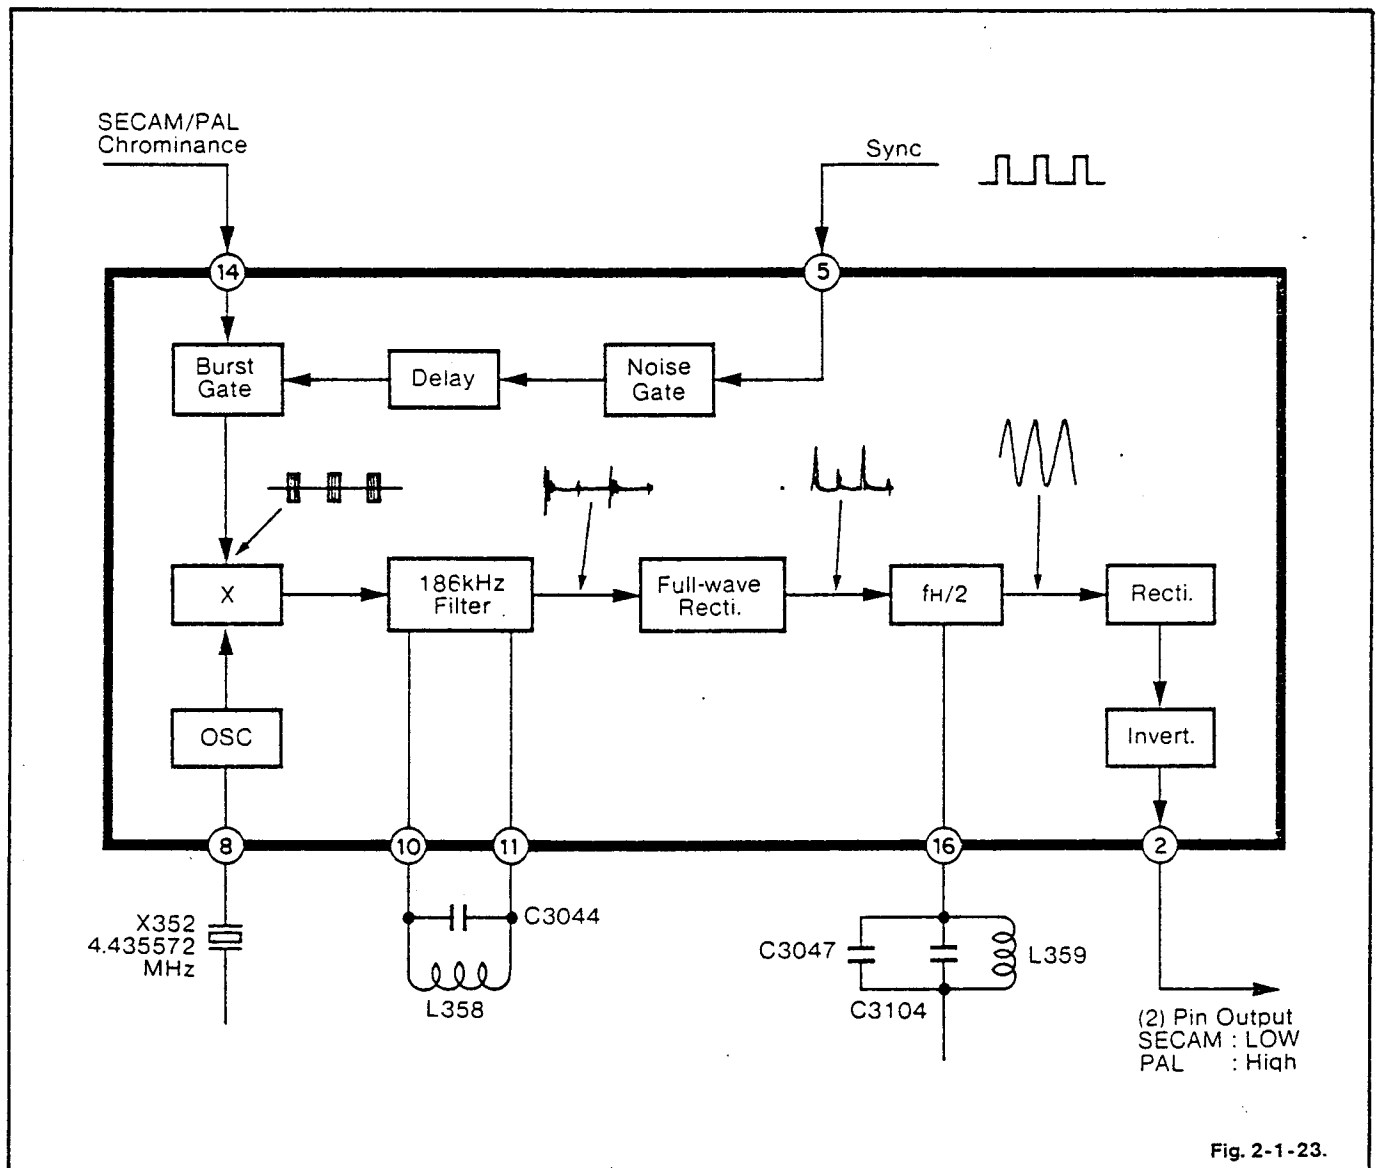 SECAM/PAL
Chrominance
Sync
14
5
Burst
Gate
Delay
Noise
Gate
X
186kHz
Filter
Full-wave
Recti.
fH/2
Recti.
OSC
Invert.
8
10
11
16
2
X352
4.435572
MHz
C3044
L358
C3047
L359
C3104
(2) Pin Output
SECAM : LOW
PAL : High
Fig. 2-1-23.